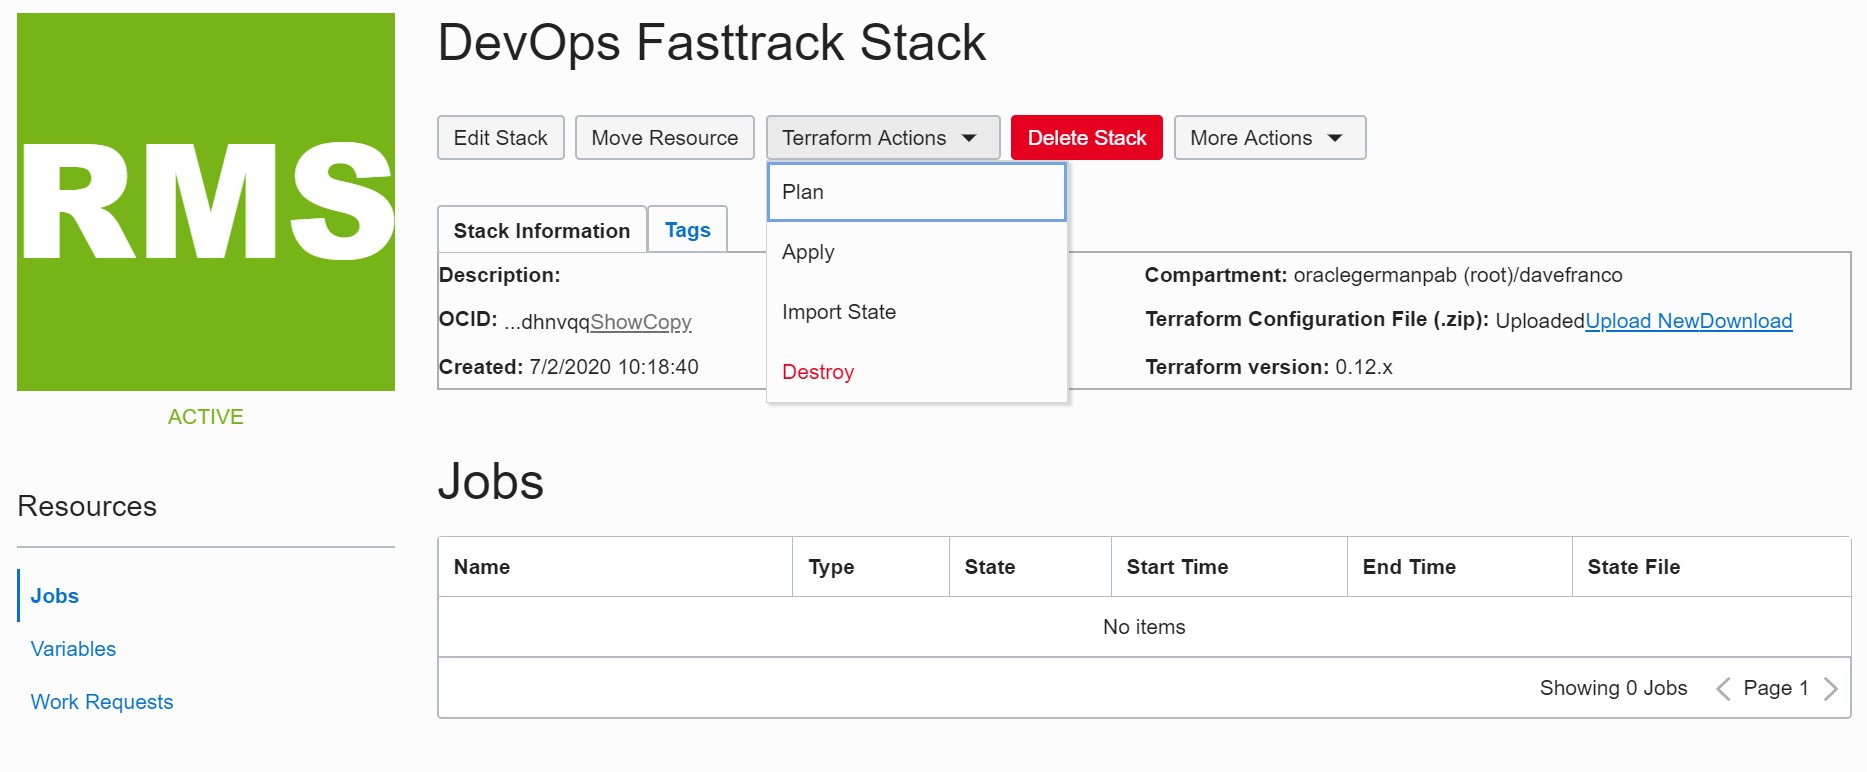 RMS
ACTIVE
Resources
Jobs
Variables
Work Requests
DevOps Fasttrack Stack
Edit Stack
Move Resource
Terraform Actions
Delete Stack
More Actions
Plan
Apply
Import State
Destroy
Stack Information
Tags
Description:
OCID: ...dhnvqqShowCopy
Created: 7/2/2020 10:18:40
Compartment: oraclegermanpab (root)/davefranco
Terraform Configuration File (.zip): UploadedUpload NewDownload
Terraform version: 0.12.x
Jobs
Name Type State Start Time End Time State File
No items
Showing 0 Jobs < Page 1 >